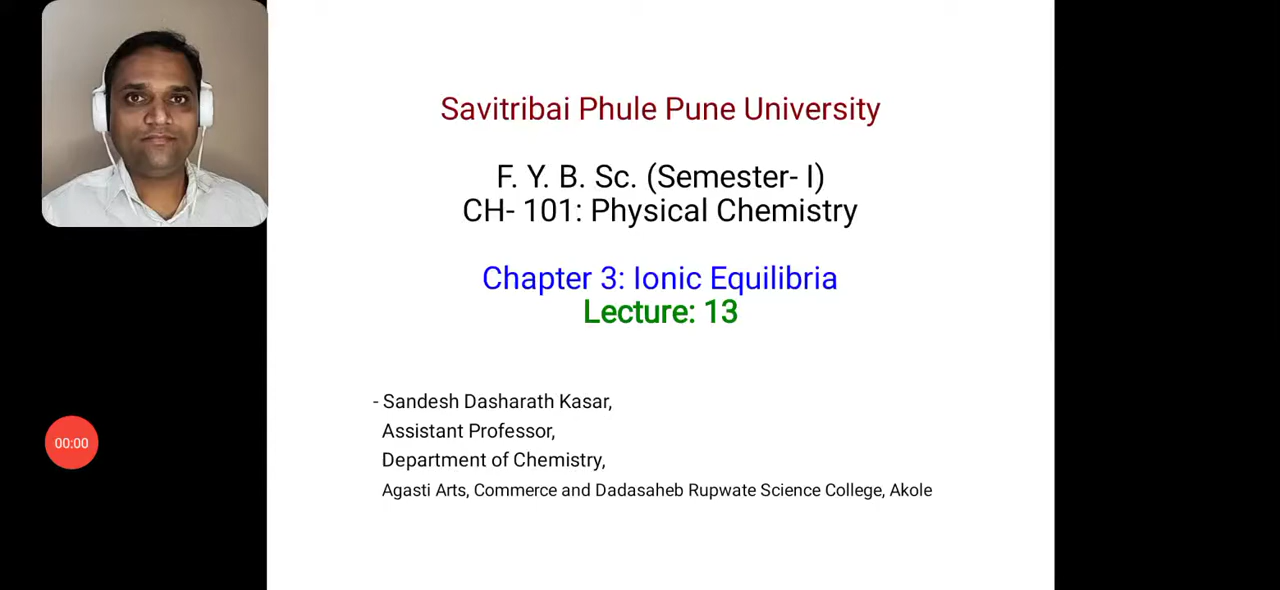 Savitribai Phule Pune University
F. Y. B. Sc. (Semester- I)
CH- 101: Physical Chemistry
Chapter 3: Ionic Equilibria
Lecture: 13
- Sandesh Dasharath Kasar,
Assistant Professor,
Department of Chemistry,
Agasti Arts, Commerce and Dadasaheb Rupwate Science College, Akole
00:00